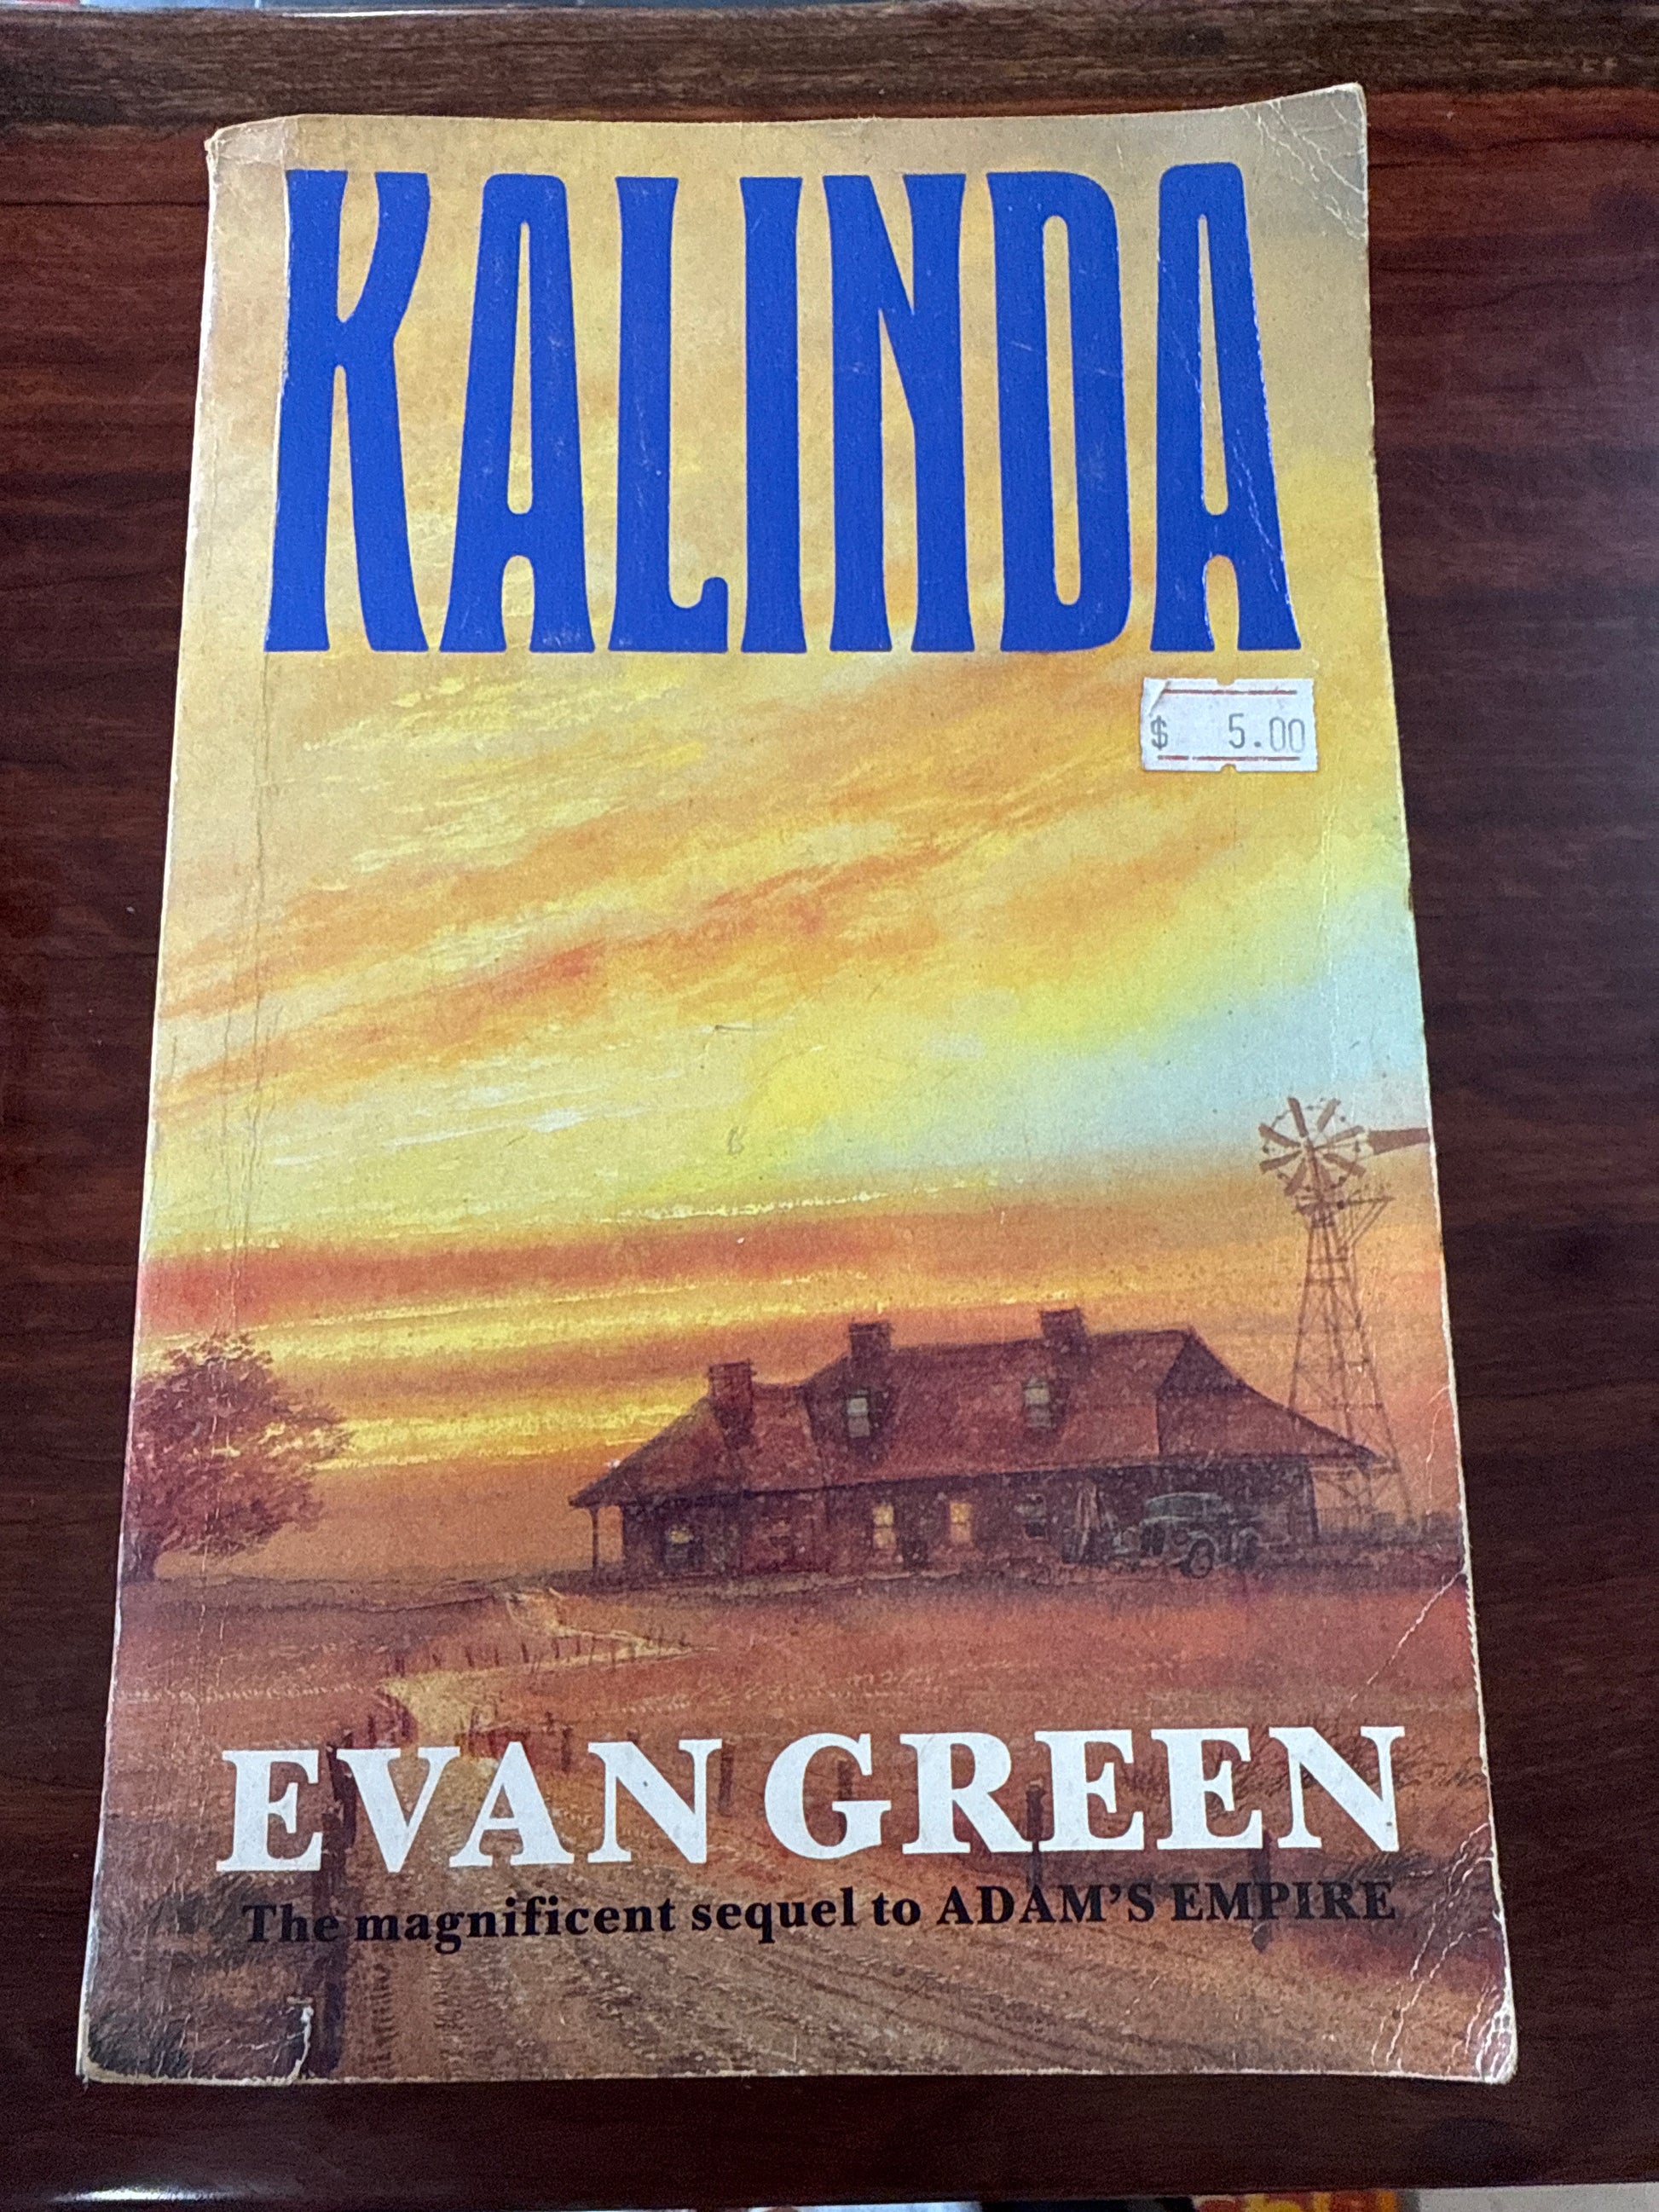 KALINDA
$ 5.00
EVAN GREEN
The magnificent sequel to ADAM'S EMPIRE